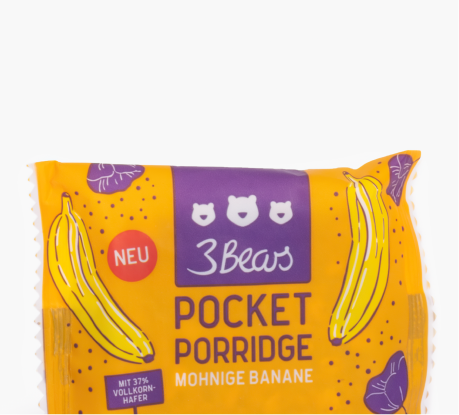 3Bears
NEU
POCKET
PORRIDGE
MOHNIGE BANANE
MIT 37%
VOLLKORN-
HAFER